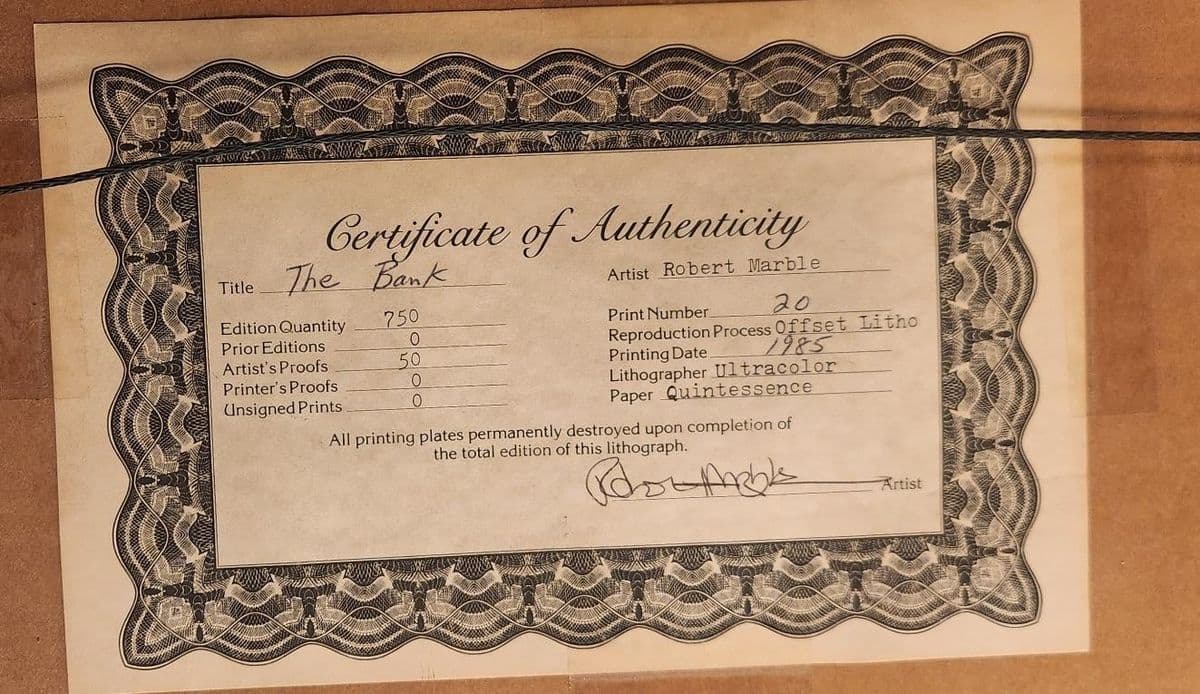 Certificate of Authenticity
Title The Bank
Artist Robert Marble
Edition Quantity 750
Prior Editions 0
Artist's Proofs 50
Printer's Proofs 0
Unsigned Prints 0
Print Number 20
Reproduction Process Offset Litho
Printing Date 1985
Lithographer Ultracolor
Paper Quintessence
All printing plates permanently destroyed upon completion of
the total edition of this lithograph.
Robert Marble Artist